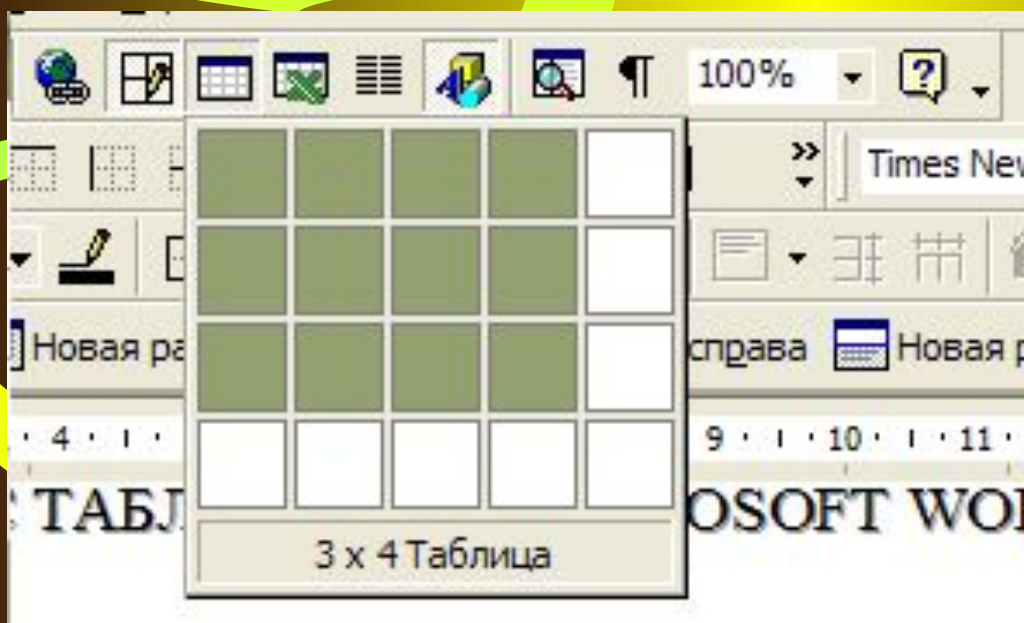 100%
Times New
Новая ра
справа
Новая р
4
9 10 11
ТАБЛ
OSOFT WO
3 x 4 Таблица